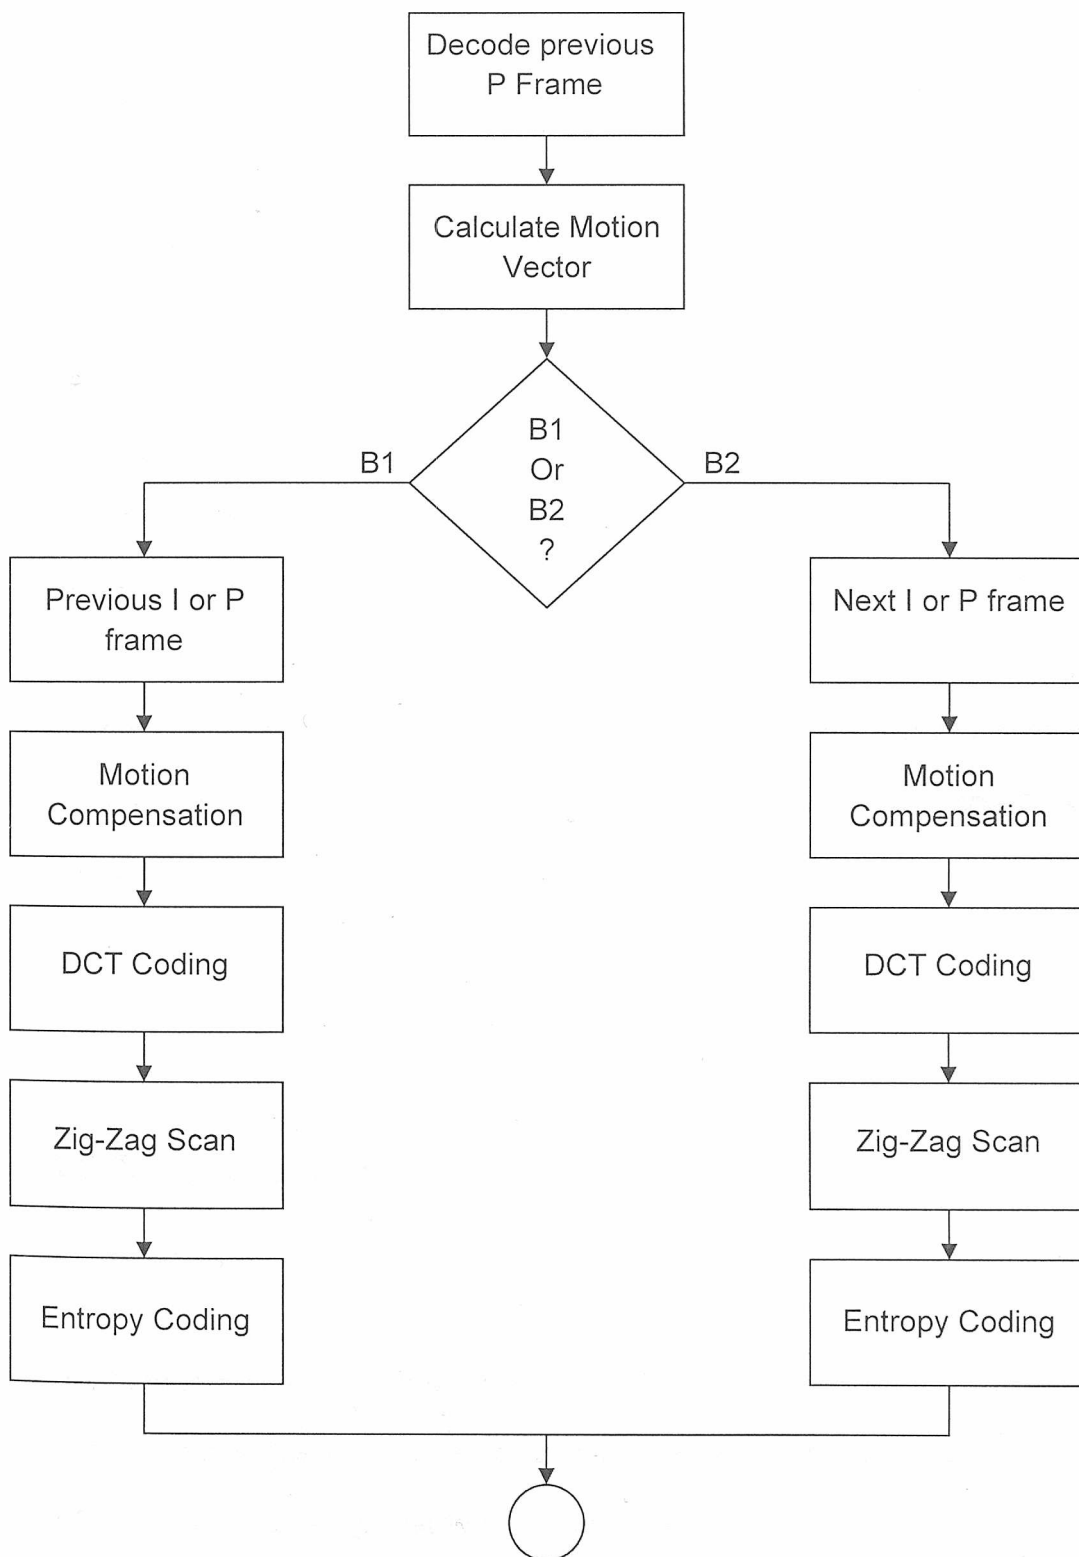 Decode previous
P Frame
Calculate Motion
Vector
B1
B1
Or
B2
?
B2
Previous I or P
frame
Motion
Compensation
DCT Coding
Zig-Zag Scan
Entropy Coding
Next I or P frame
Motion
Compensation
DCT Coding
Zig-Zag Scan
Entropy Coding